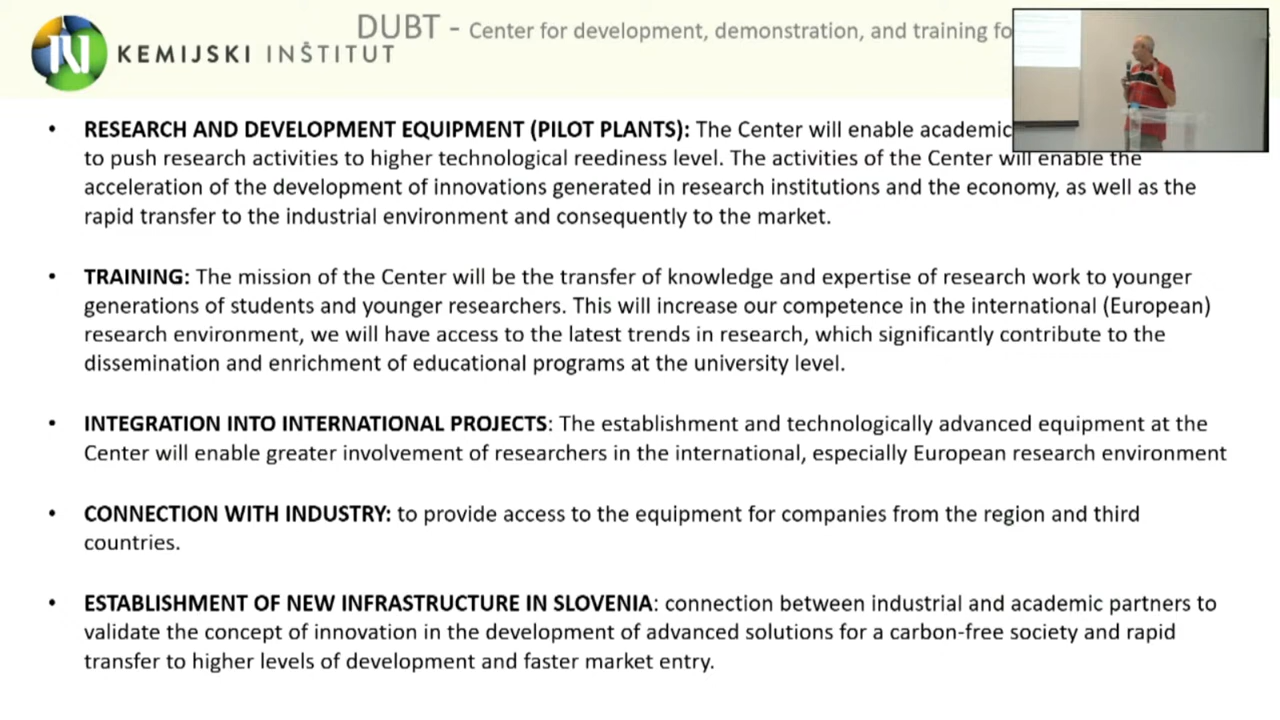 DUBT - Center for development, demonstration, and training fo
KEMIJSKI INŠTITUT
• RESEARCH AND DEVELOPMENT EQUIPMENT (PILOT PLANTS): The Center will enable academic
to push research activities to higher technological reediness level. The activities of the Center will enable the
acceleration of the development of innovations generated in research institutions and the economy, as well as the
rapid transfer to the industrial environment and consequently to the market.
• TRAINING: The mission of the Center will be the transfer of knowledge and expertise of research work to younger
generations of students and younger researchers. This will increase our competence in the international (European)
research environment, we will have access to the latest trends in research, which significantly contribute to the
dissemination and enrichment of educational programs at the university level.
• INTEGRATION INTO INTERNATIONAL PROJECTS: The establishment and technologically advanced equipment at the
Center will enable greater involvement of researchers in the international, especially European research environment
• CONNECTION WITH INDUSTRY: to provide access to the equipment for companies from the region and third
countries.
• ESTABLISHMENT OF NEW INFRASTRUCTURE IN SLOVENIA: connection between industrial and academic partners to
validate the concept of innovation in the development of advanced solutions for a carbon-free society and rapid
transfer to higher levels of development and faster market entry.